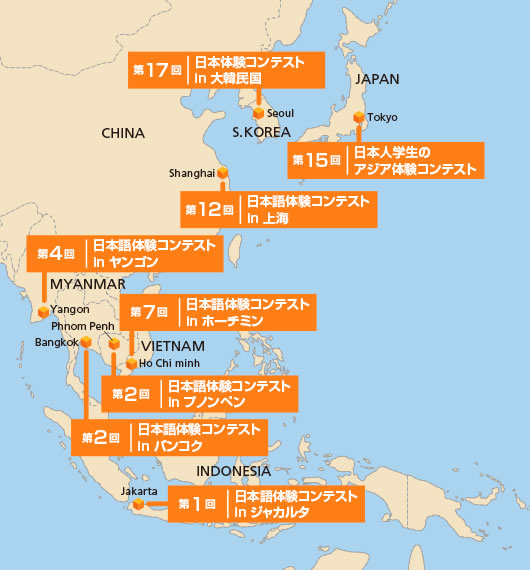 第17回 日本体験コンテスト
in 大韓民国
JAPAN
Seoul
Tokyo
CHINA
S.KOREA
第15回 日本人学生の
アジア体験コンテスト
Shanghai
第12回 日本語体験コンテスト
in 上海
第4回 日本語体験コンテスト
in ヤンゴン
MYANMAR
Yangon
第7回 日本語体験コンテスト
in ホーチミン
Phnom Penh
Bangkok
VIETNAM
Ho Chi minh
第2回 日本語体験コンテスト
in プノンペン
第2回 日本語体験コンテスト
in バンコク
INDONESIA
Jakarta
第1回 日本語体験コンテスト
in ジャカルタ